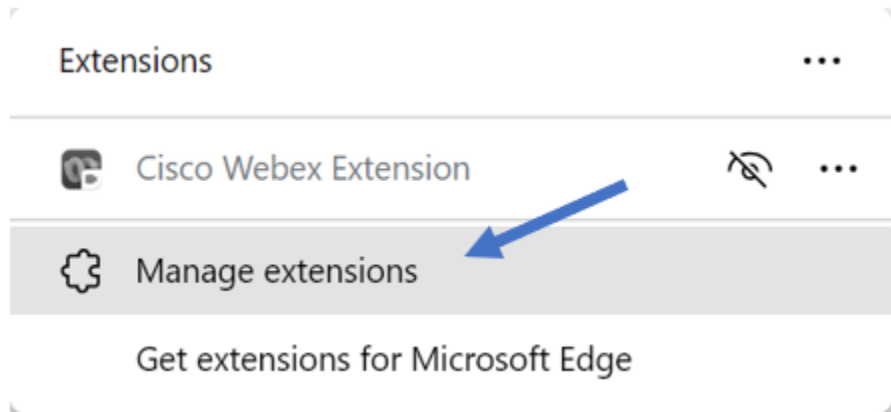 Extensions
Cisco Webex Extension
Manage extensions
Get extensions for Microsoft Edge